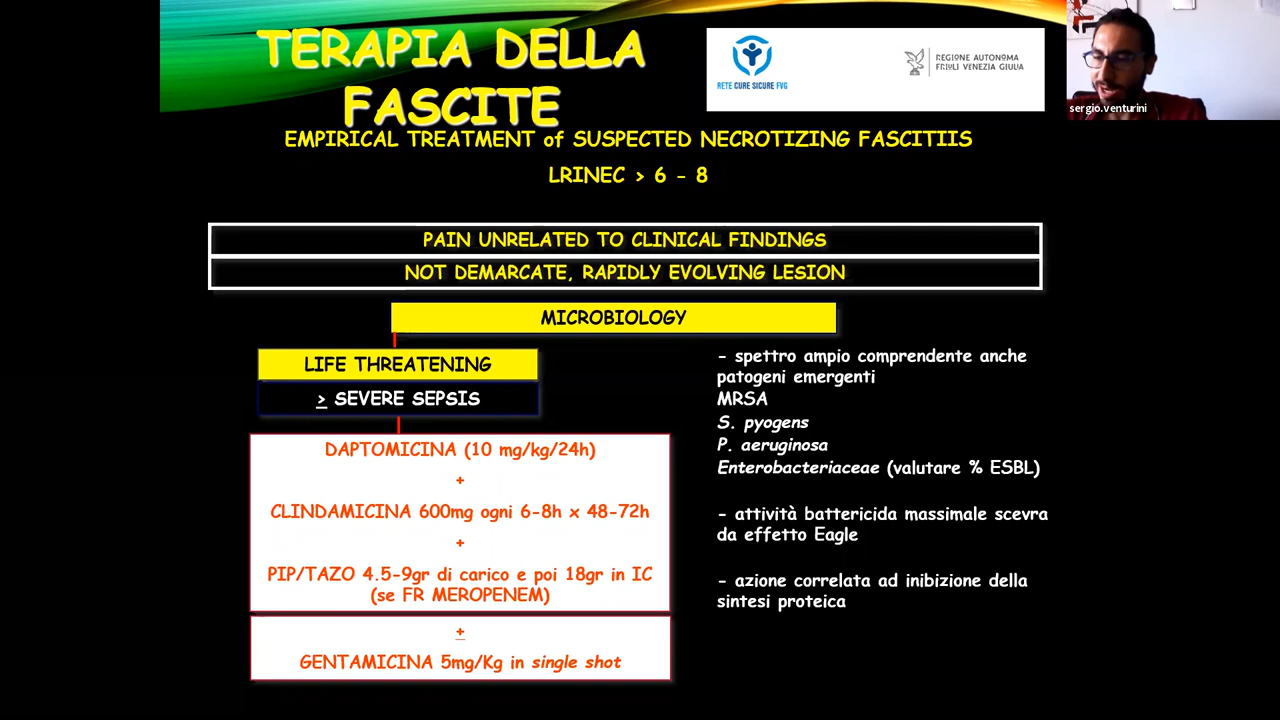 TERAPIA DELLA
FASCITE
RETE CURE SICURE FVG
REGIONE AUTONOMA
FRIULI VENEZIA GIULIA
sergio.venturini
EMPIRICAL TREATMENT of SUSPECTED NECROTIZING FASCITIIS
LRINEC > 6 - 8
PAIN UNRELATED TO CLINICAL FINDINGS
NOT DEMARCATE, RAPIDLY EVOLVING LESION
MICROBIOLOGY
LIFE THREATENING
> SEVERE SEPSIS
DAPTOMICINA (10 mg/kg/24h)
+
CLINDAMICINA 600mg ogni 6-8h x 48-72h
+
PIP/TAZO 4.5-9gr di carico e poi 18gr in IC
(se FR MEROPENEM)
+
GENTAMICINA 5mg/Kg in single shot
- spettro ampio comprendente anche
patogeni emergenti
MRSA
S. pyogens
P. aeruginosa
Enterobacteriaceae (valutare % ESBL)
- attività battericida massimale scevra
da effetto Eagle
- azione correlata ad inibizione della
sintesi proteica